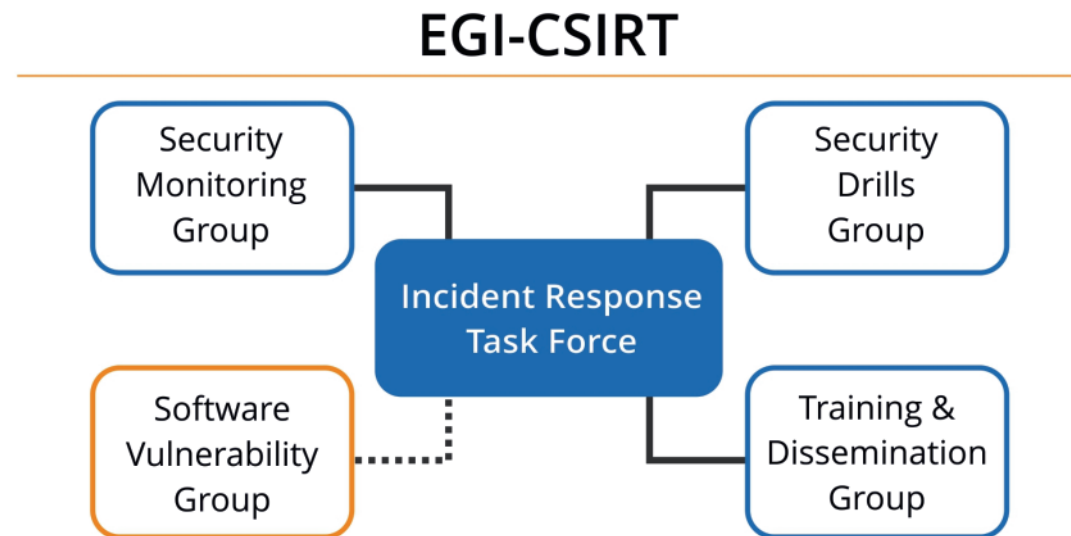 EGI-CSIRT
Security
Monitoring
Group
Security
Drills
Group
Incident Response
Task Force
Software
Vulnerability
Group
Training &
Dissemination
Group